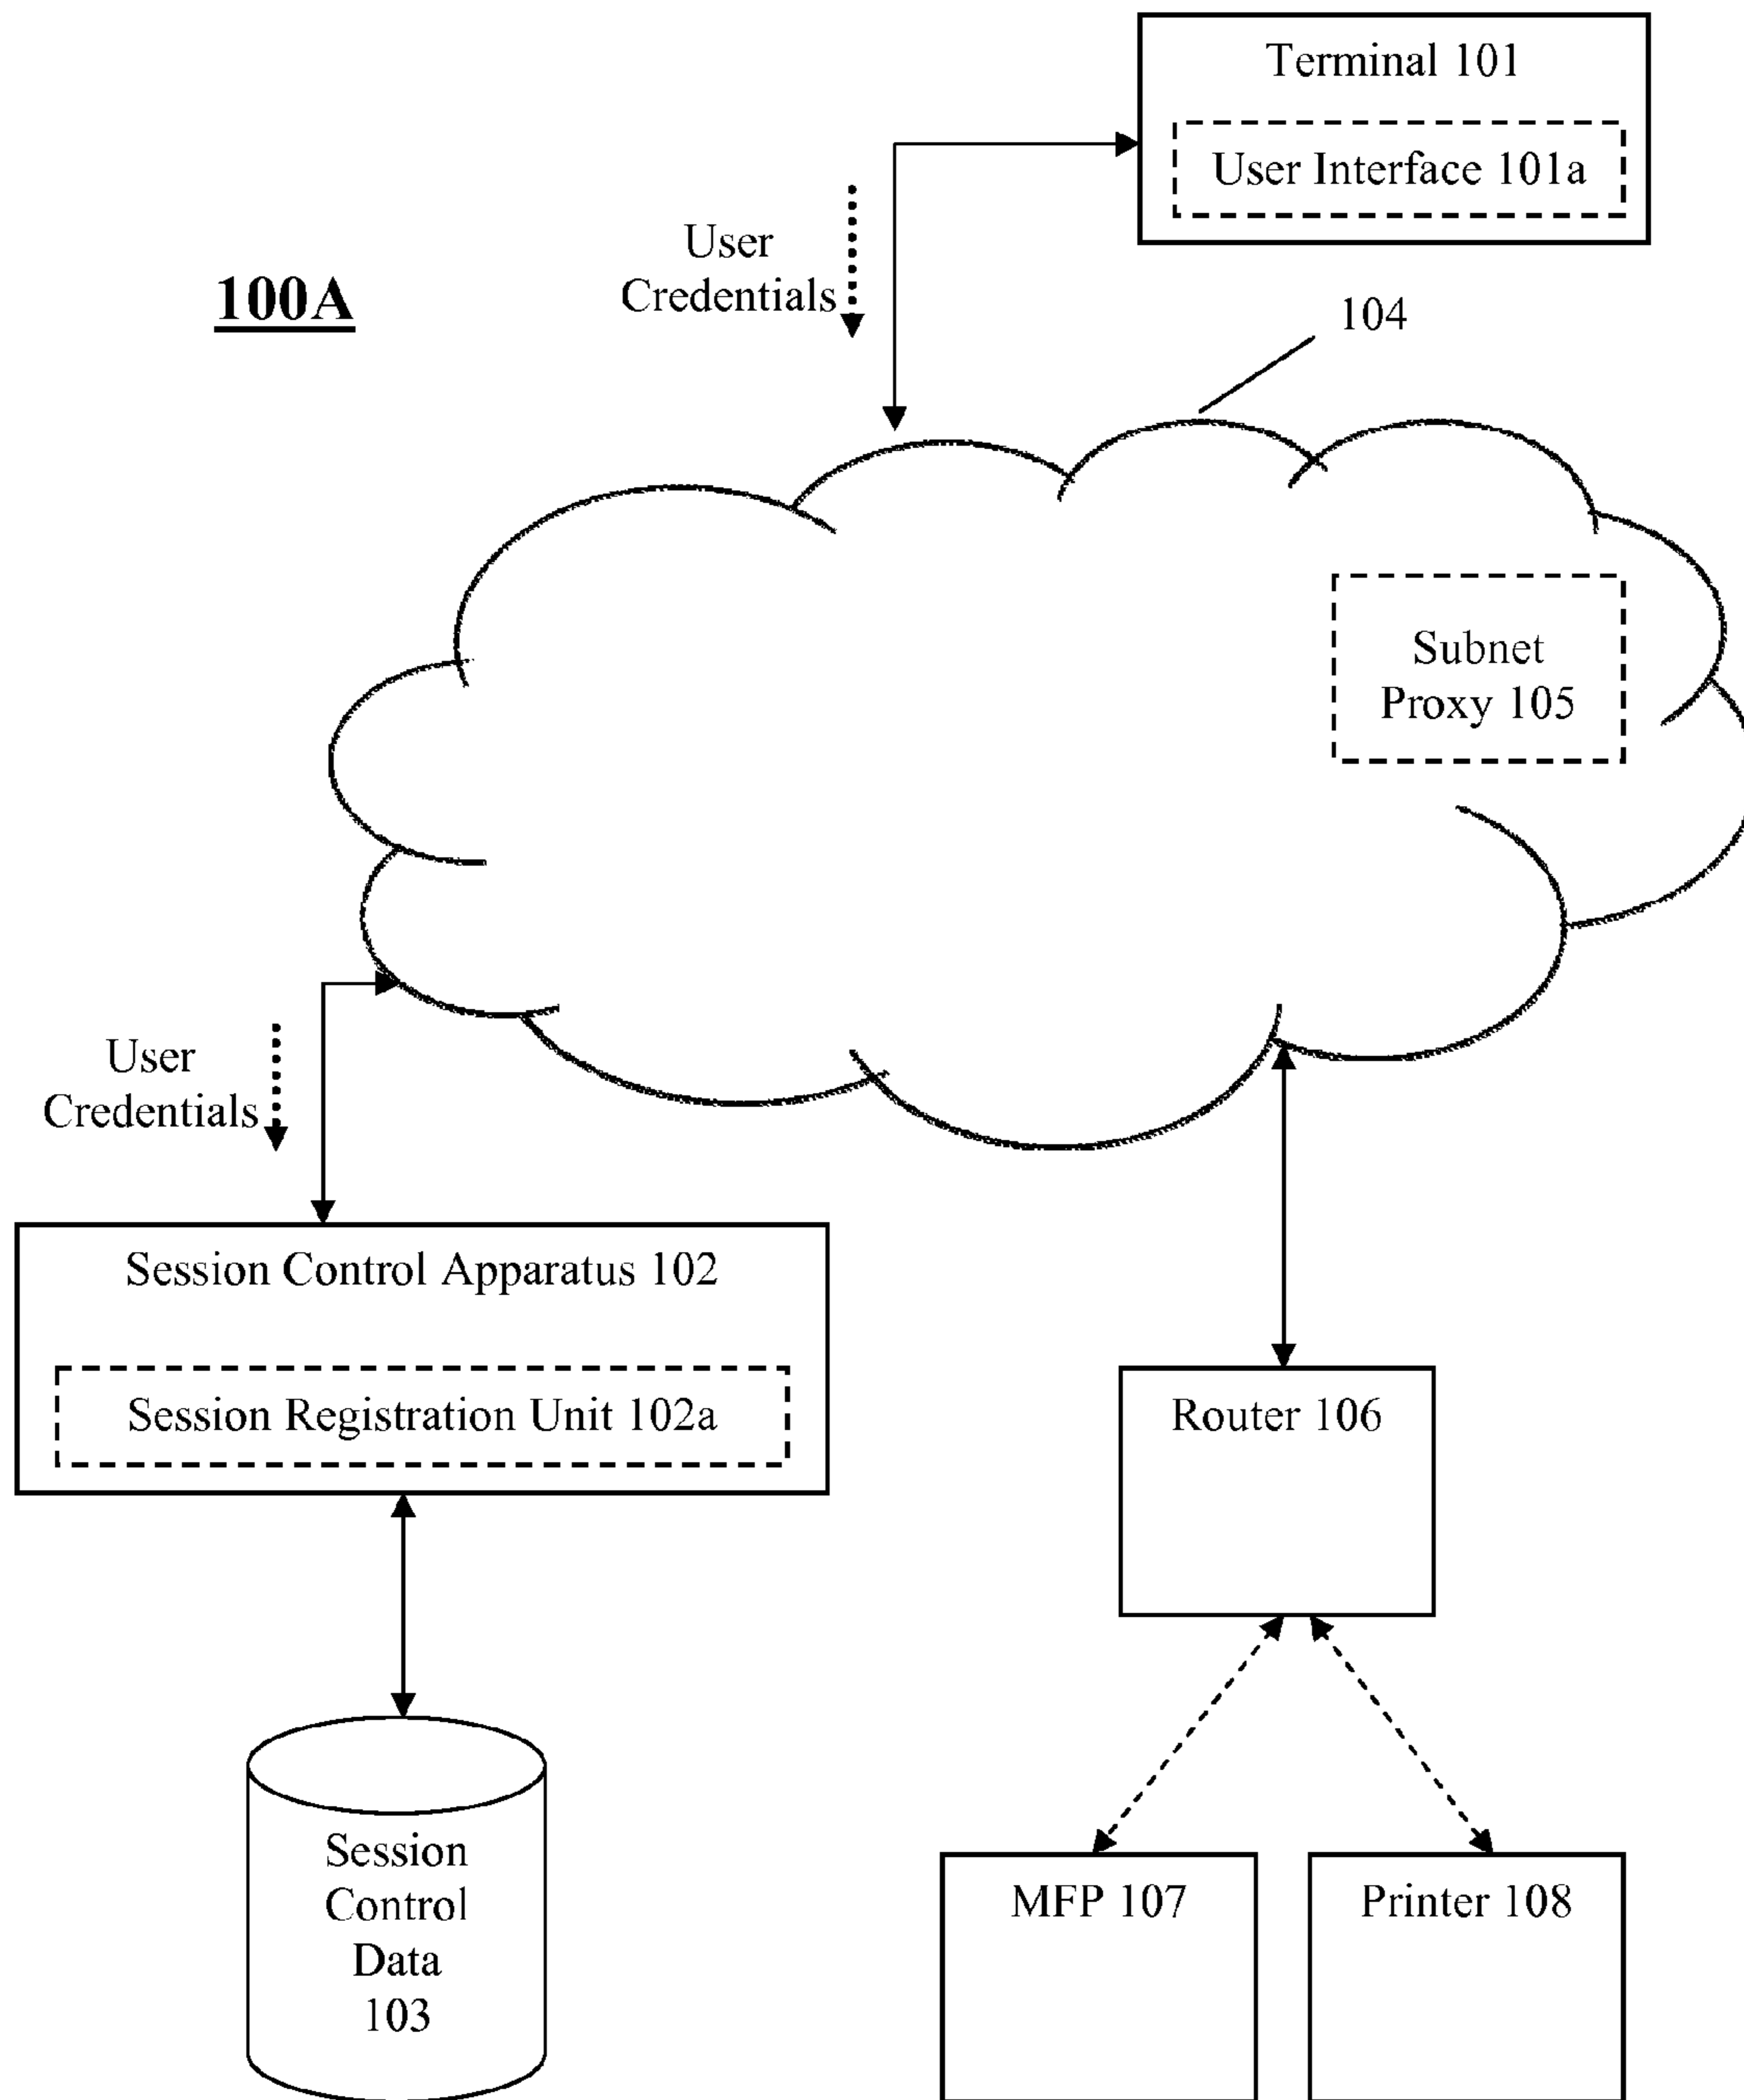 Terminal 101
User Interface 101a
User
Credentials
100A
104
Subnet
Proxy 105
User
Credentials
Session Control Apparatus 102
Session Registration Unit 102a
Router 106
Session
Control
Data
103
MFP 107
Printer 108